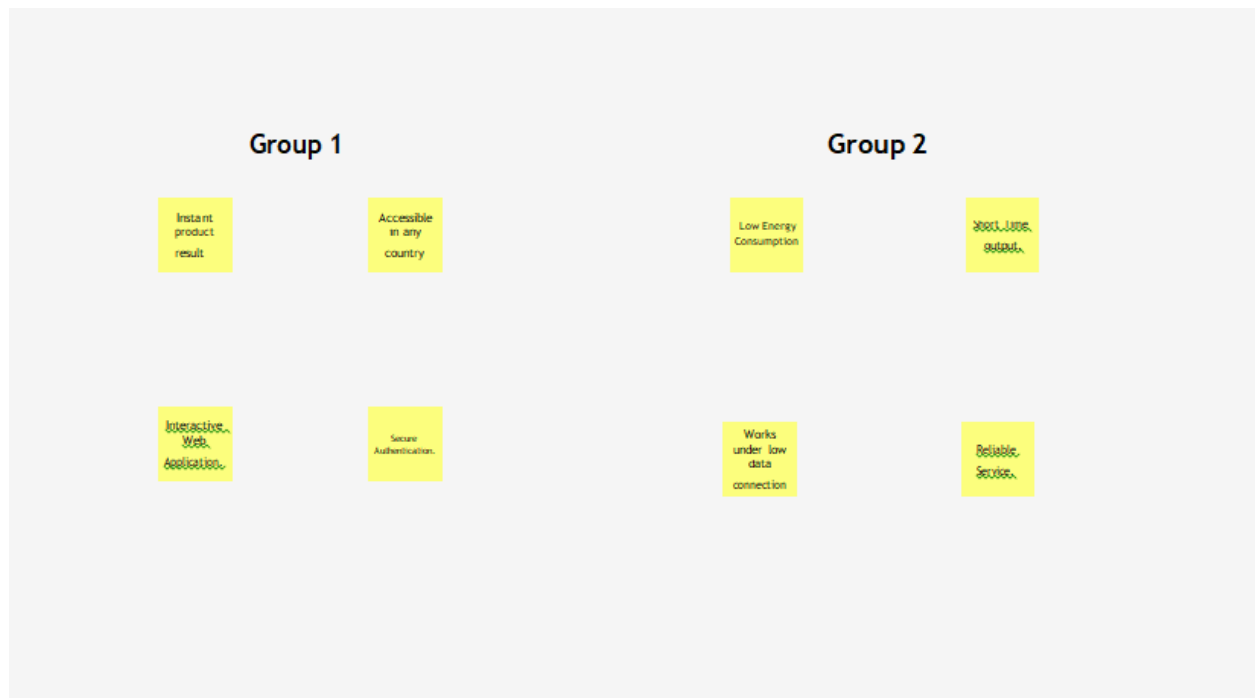 Group 1
Group 2
Instant
product
result
Accessible
in any
country
Low Energy
Consumption
Short time
output.
Interactive
Web
Application.
Secure
Authentication.
Works
under low
data
connection
Reliable
Service.